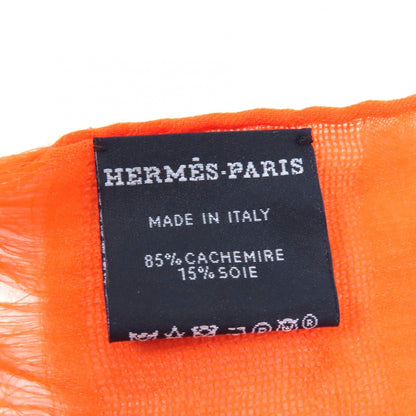 HERMÈS-PARIS
MADE IN ITALY
85% CACHEMIRE
15% SOIE